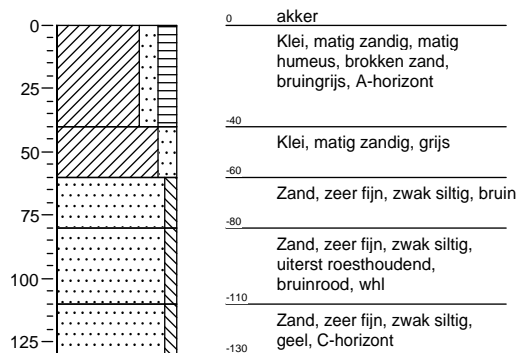 0
0
akker
Klei, matig zandig, matig
humeus, brokken zand,
bruingrijs, A-horizont
25
-40
Klei, matig zandig, grijs
50
-60
Zand, zeer fijn, zwak siltig, bruin
75
-80
Zand, zeer fijn, zwak siltig,
uiterst roesthoudend,
bruinrood, whl
100
-110
Zand, zeer fijn, zwak siltig,
geel, C-horizont
125
-130